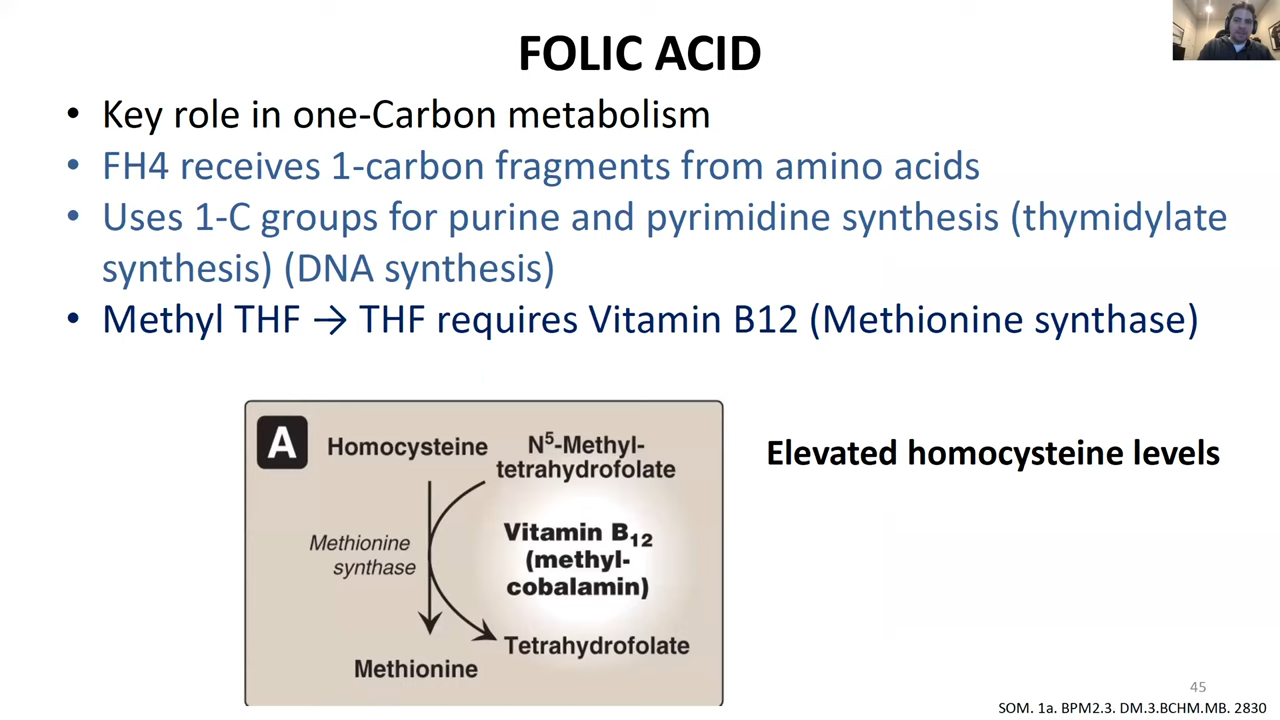 FOLIC ACID
• Key role in one-Carbon metabolism
• FH4 receives 1-carbon fragments from amino acids
• Uses 1-C groups for purine and pyrimidine synthesis (thymidylate
synthesis) (DNA synthesis)
• Methyl THF → THF requires Vitamin B12 (Methionine synthase)
A
Homocysteine
N⁵-Methyl-
tetrahydrofolate
Methionine
synthase
Vitamin B₁₂
(methyl-
cobalamin)
Tetrahydrofolate
Methionine
Elevated homocysteine levels
45
SOM. 1a. BPM2.3. DM.3.BCHM.MB. 2830